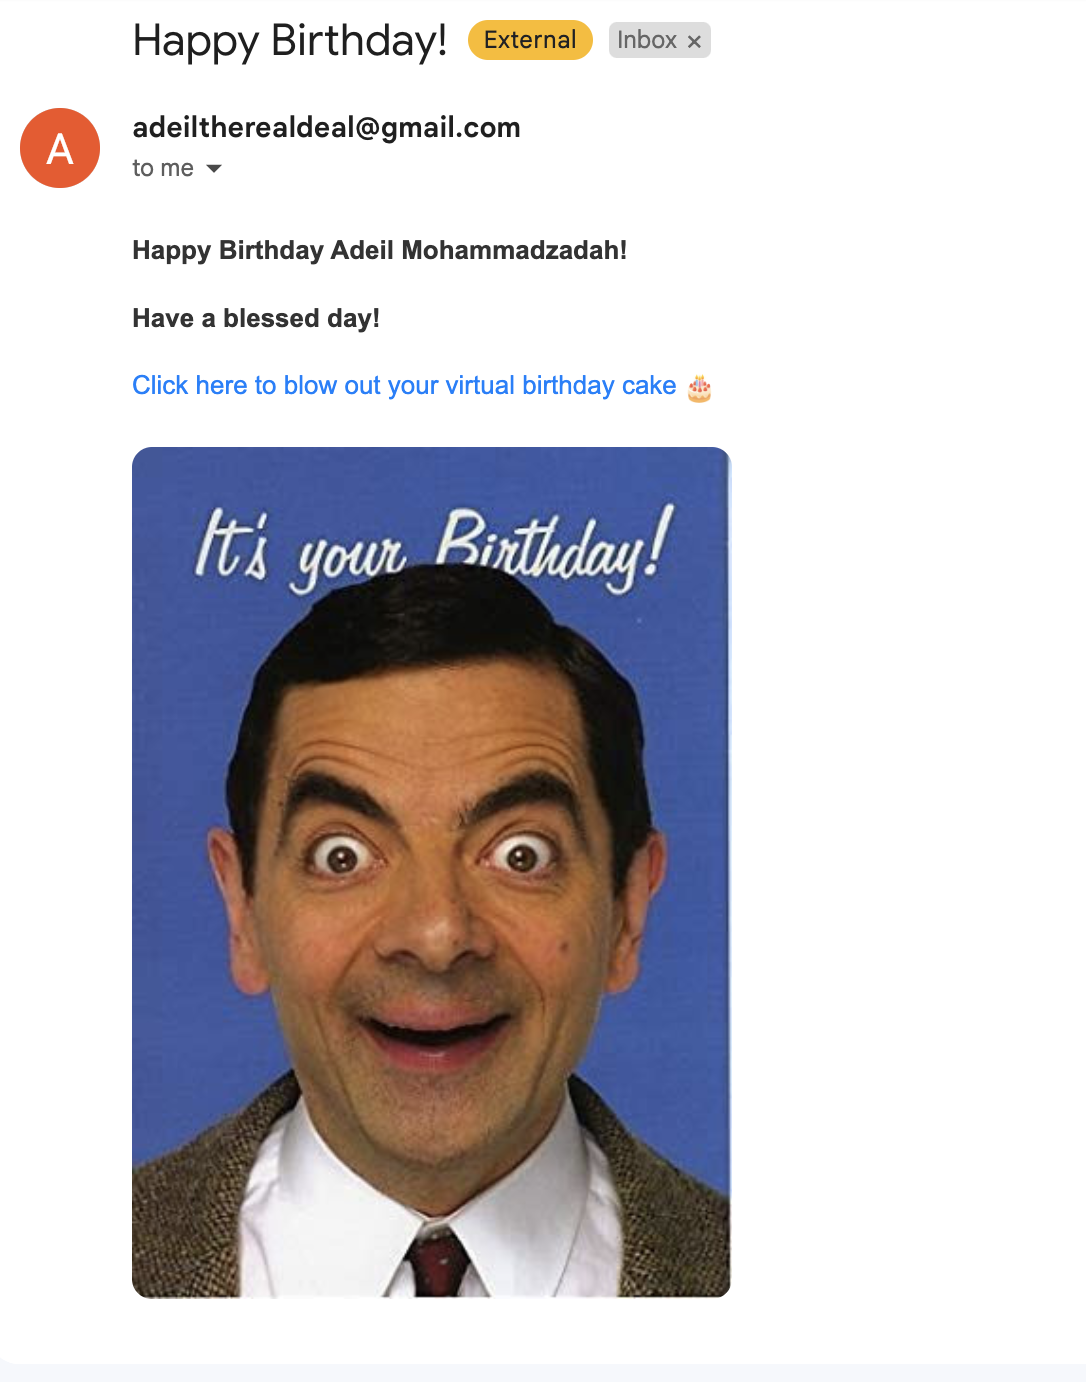 Happy Birthday! External Inbox ×
A
adeiltherealdeal@gmail.com
to me
Happy Birthday Adeil Mohammadzadah!
Have a blessed day!
Click here to blow out your virtual birthday cake 🎂
It's your Birthday!